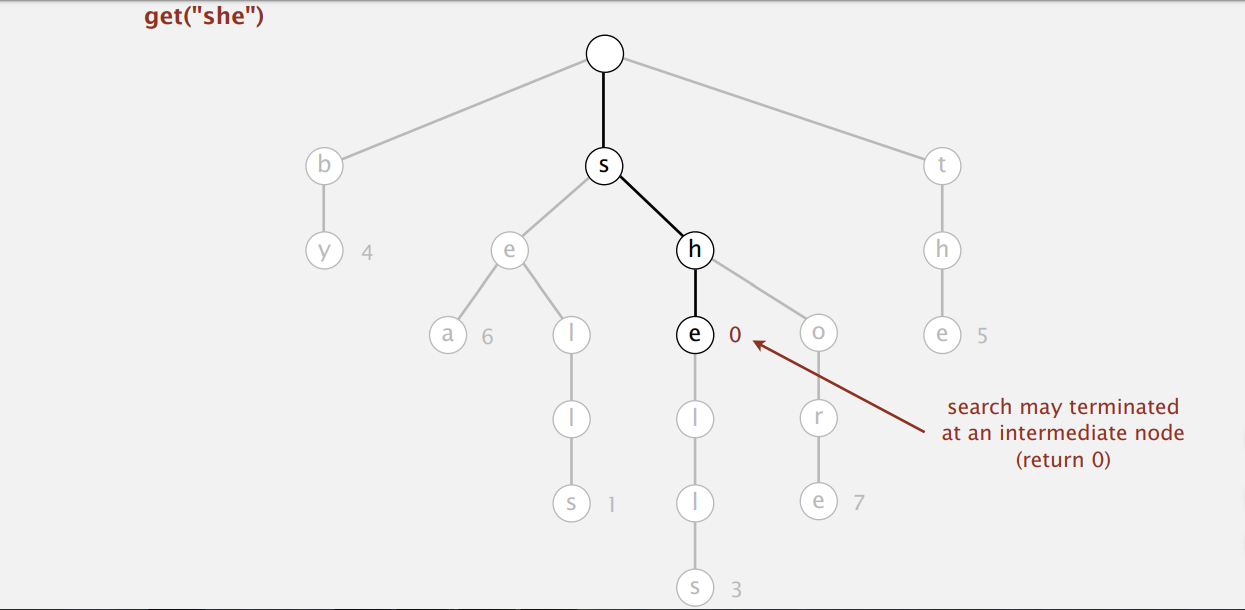 get("she")
b
s
t
y 4
e
h
h
a 6
l
e 0
o
e 5
search may terminated
at an intermediate node
(return 0)
l
l
r
s 1
l
e 7
s 3